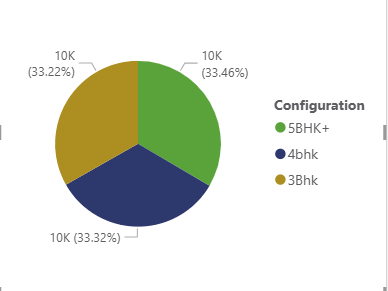 10K
(33.22%)
10K
(33.46%)
Configuration
5BHK+
4bhk
3Bhk
10K (33.32%)